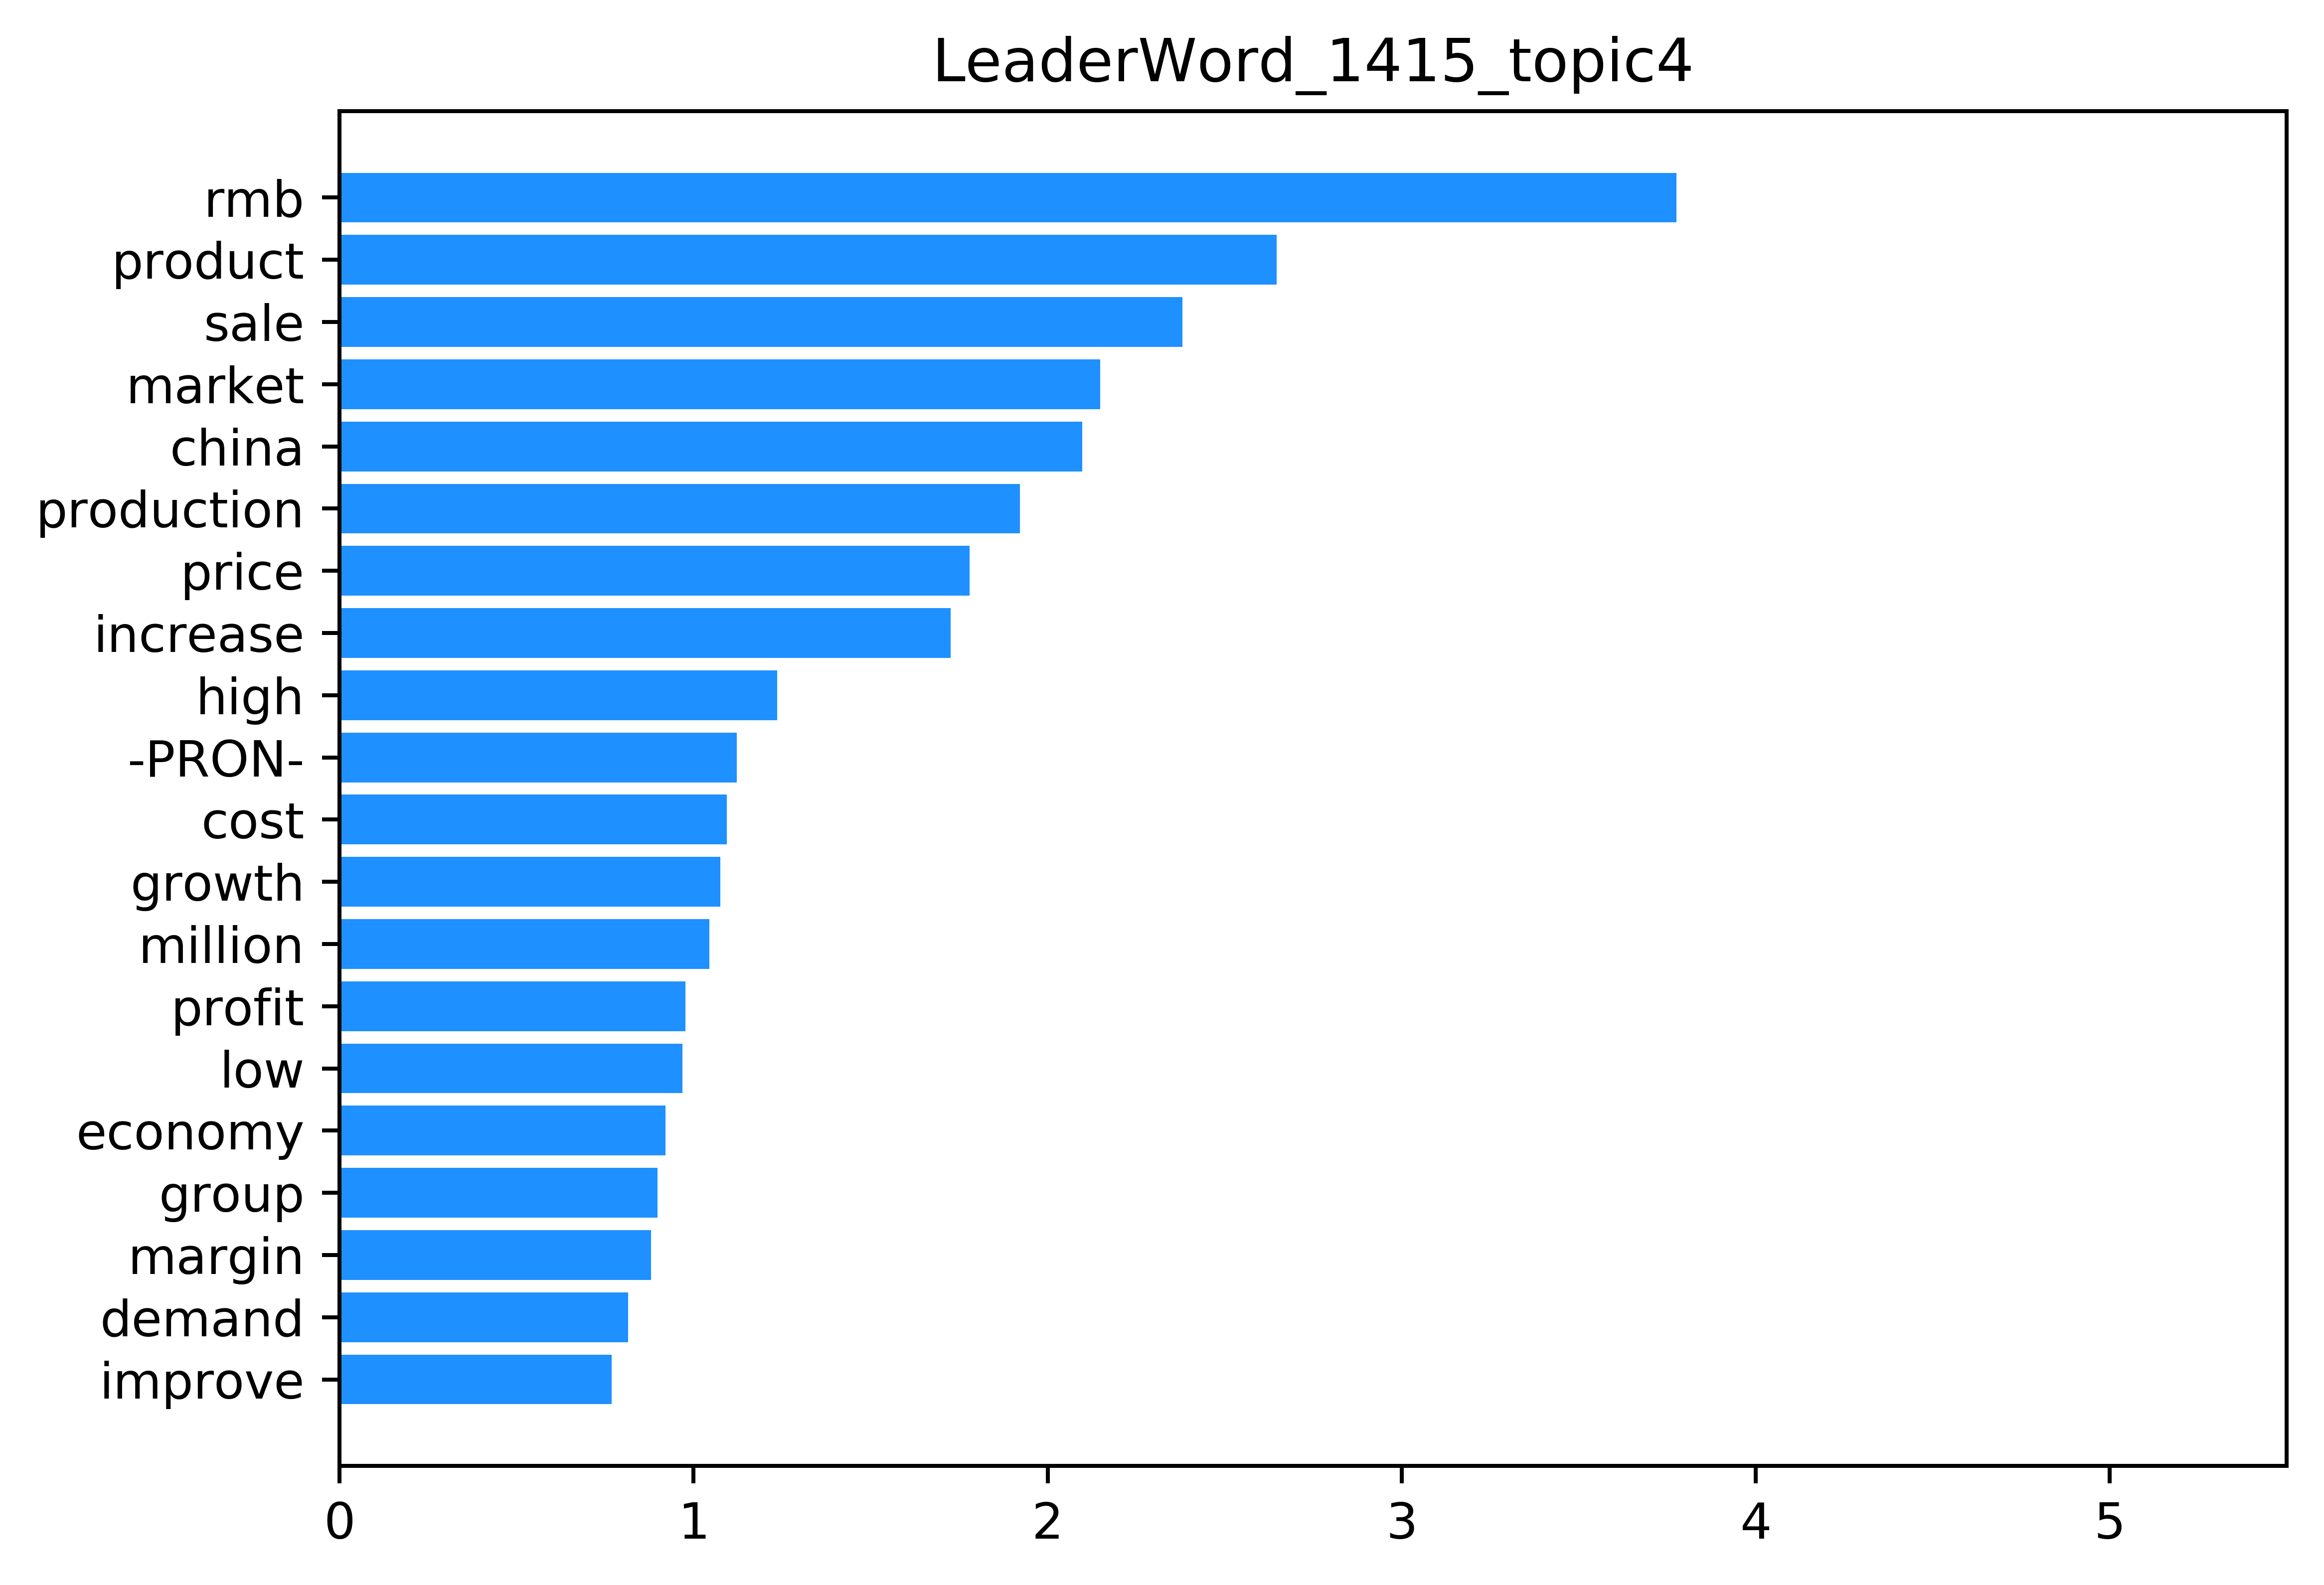 LeaderWord_1415_topic4
rmb
product
sale
market
china
production
price
increase
high
-PRON-
cost
growth
million
profit
low
economy
group
margin
demand
improve
0 1 2 3 4 5